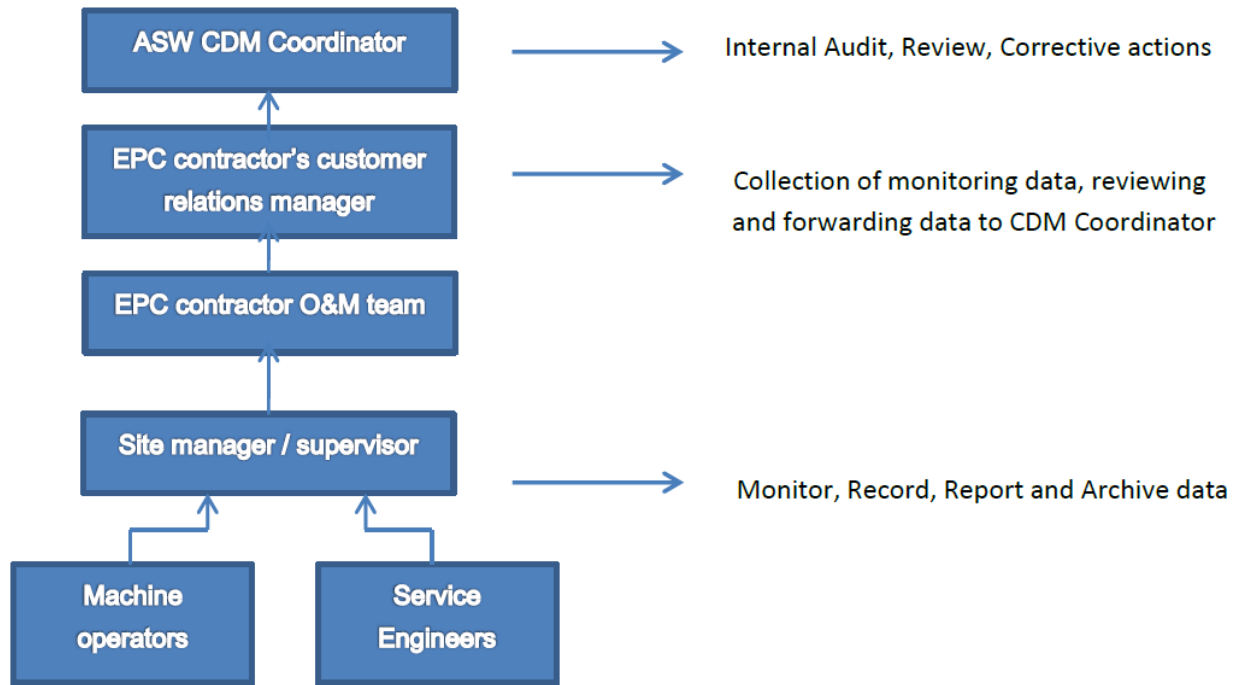 ASW CDM Coordinator
Internal Audit, Review, Corrective actions
EPC contractor's customer
relations manager
Collection of monitoring data, reviewing
and forwarding data to CDM Coordinator
EPC contractor O&M team
Site manager / supervisor
Monitor, Record, Report and Archive data
Machine
operators
Service
Engineers